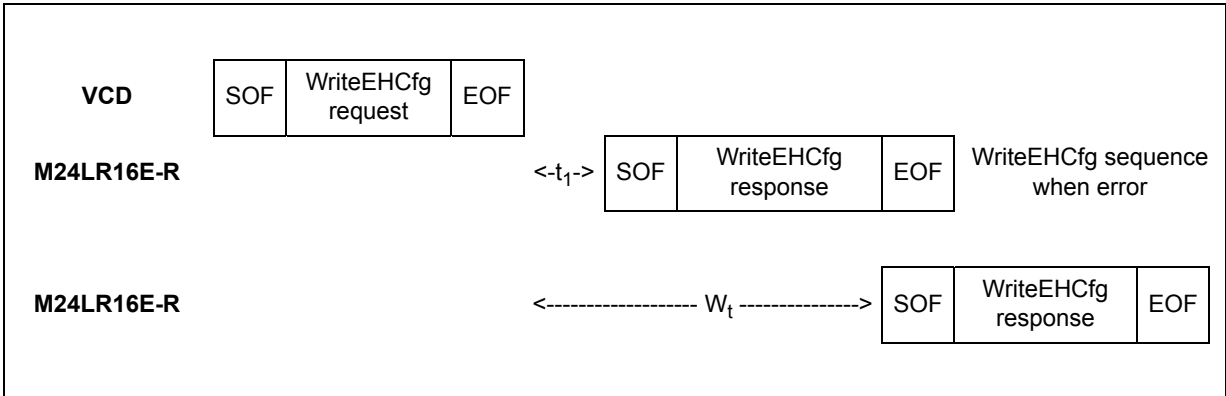 VCD SOF WriteEHCfg request EOF
M24LR16E-R <-t1-> SOF WriteEHCfg response EOF WriteEHCfg sequence when error
M24LR16E-R <------------------- Wt ---------------> SOF WriteEHCfg response EOF